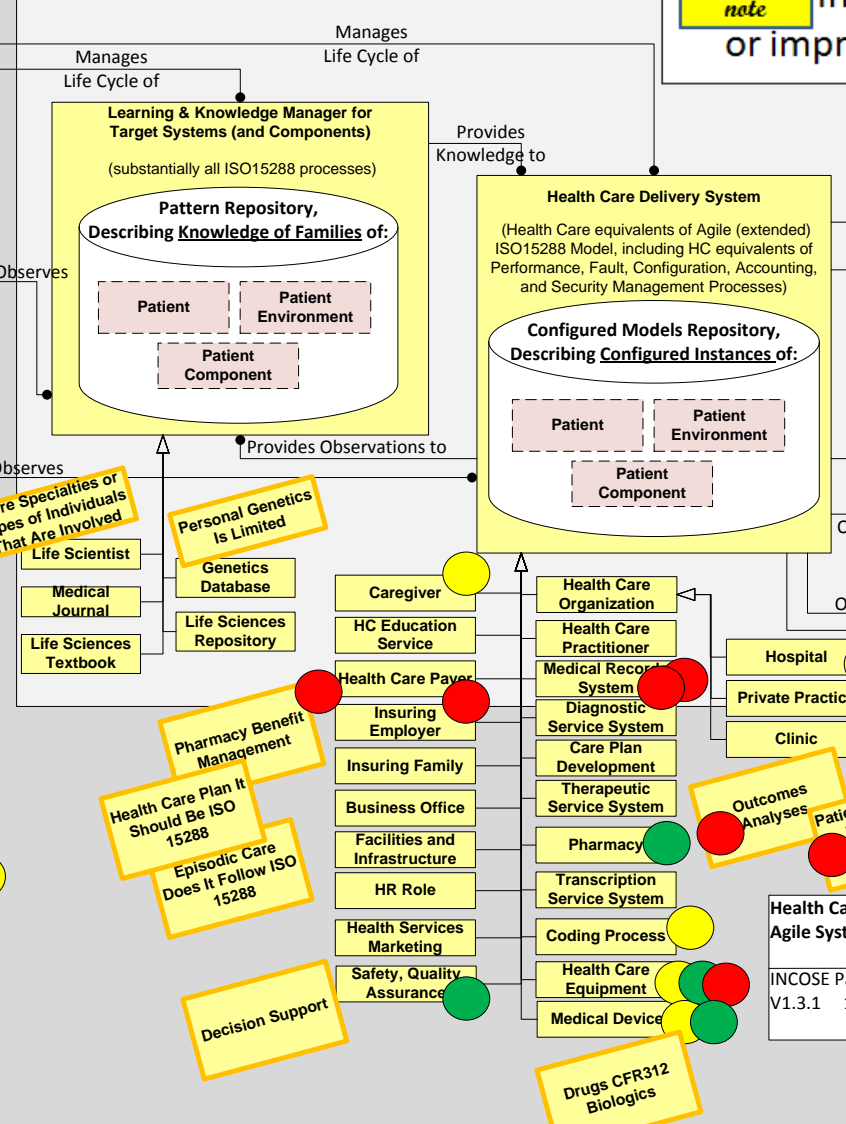 note
or impr
Manages
Life Cycle of
Manages
Life Cycle of
Learning & Knowledge Manager for
Target Systems (and Components)
(substantially all ISO15288 processes)
Pattern Repository,
Describing Knowledge of Families of:
Patient
Patient
Environment
Patient
Component
Provides
Knowledge to
Health Care Delivery System
(Health Care equivalents of Agile (extended)
ISO15288 Model, including HC equivalents of
Performance, Fault, Configuration, Accounting,
and Security Management Processes)
Configured Models Repository,
Describing Configured Instances of:
Patient
Patient
Environment
Patient
Component
Observes
Provides Observations to
Observes
re Specialties or
pes of Individuals
That Are Involved
Personal Genetics
Is Limited
Life Scientist
Medical
Journal
Life Sciences
Textbook
Genetics
Database
Life Sciences
Repository
Caregiver
HC Education
Service
Health Care Payer
Insuring
Employer
Insuring Family
Business Office
Facilities and
Infrastructure
HR Role
Health Services
Marketing
Safety, Quality
Assurance
Health Care
Organization
Health Care
Practitioner
Medical Records
System
Diagnostic
Service System
Care Plan
Development
Therapeutic
Service System
Pharmacy
Transcription
Service System
Coding Process
Health Care
Equipment
Medical Device
Hospital
Private Practic
Clinic
Pharmacy Benefit
Management
Health Care Plan It
Should Be ISO
15288
Episodic Care
Does It Follow ISO
15288
Decision Support
Outcomes
Analyses
Patie
Drugs CFR312
Biologics
Health Ca
Agile Syst
INCOSE Pa
V1.3.1